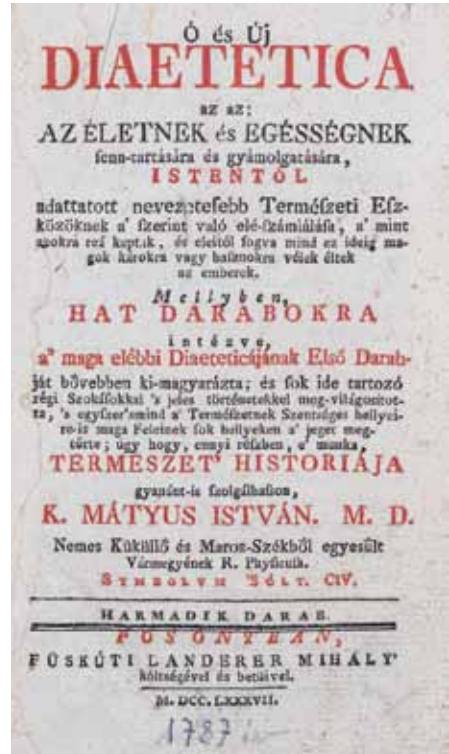 Ó és Új
DIAETETICA
az az:
AZ ÉLETNEK és EGÉSSÉGNEK
fenn-tartására és gyámolgatására,
ISTENTŐL
adattatott nevezetesebb Természeti Esz-
közöknek a' szerint való elé-számlálása, a' mint
azokra reá kaptak, és eleitől fogva mind ez ideig ma-
gok károkra vagy hasznokra vélek éltek
az emberek.
Mellyben,
HAT DARABOKRA
intézve,
a' maga elébbi Diaeteticájának Első Darab-
ját bővebben ki-magyarázta; és sok ide tartozó
régi Szokásokkal 's jeles történetekkel meg-világosított-
ta, 's egyszer'smind a' Természetnek Szentséges hellyei-
re-is maga Feleinek sok hellyeken a' jeget meg-
törte; úgy hogy, ennyi részben, e' munka,
TERMÉSZET' HISTORIÁJA
gyanánt-is szolgálhasson,
K. MÁTYUS ISTVÁN. M. D.
Nemes Küküllő és Maros-Székből egyesült
Vármegyének R. Physicusa.
SYMBOLUM SÓLT. CIV.
HARMADIK DARAB.
POSONYBAN,
FÜSKÚTI LANDERER MIHÁLY'
költségével és betűivel.
M. DCC. LXXXVII.
1787